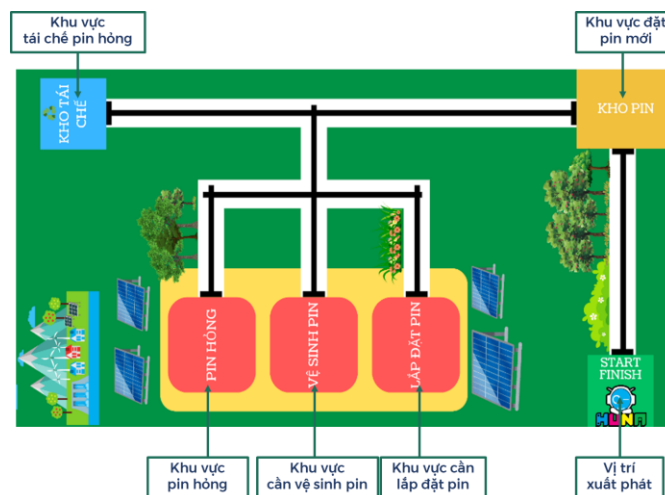 Khu vực
tái chế pin hỏng
Khu vực đặt
pin mới
KHO TÁI
CHẾ
KHO PIN
PIN HỎNG
VỆ SINH PIN
LẮP ĐẶT PIN
START
FINISH
HUNA
Khu vực
pin hỏng
Khu vực
cần vệ sinh pin
Khu vực cần
lắp đặt pin
Vị trí
xuất phát